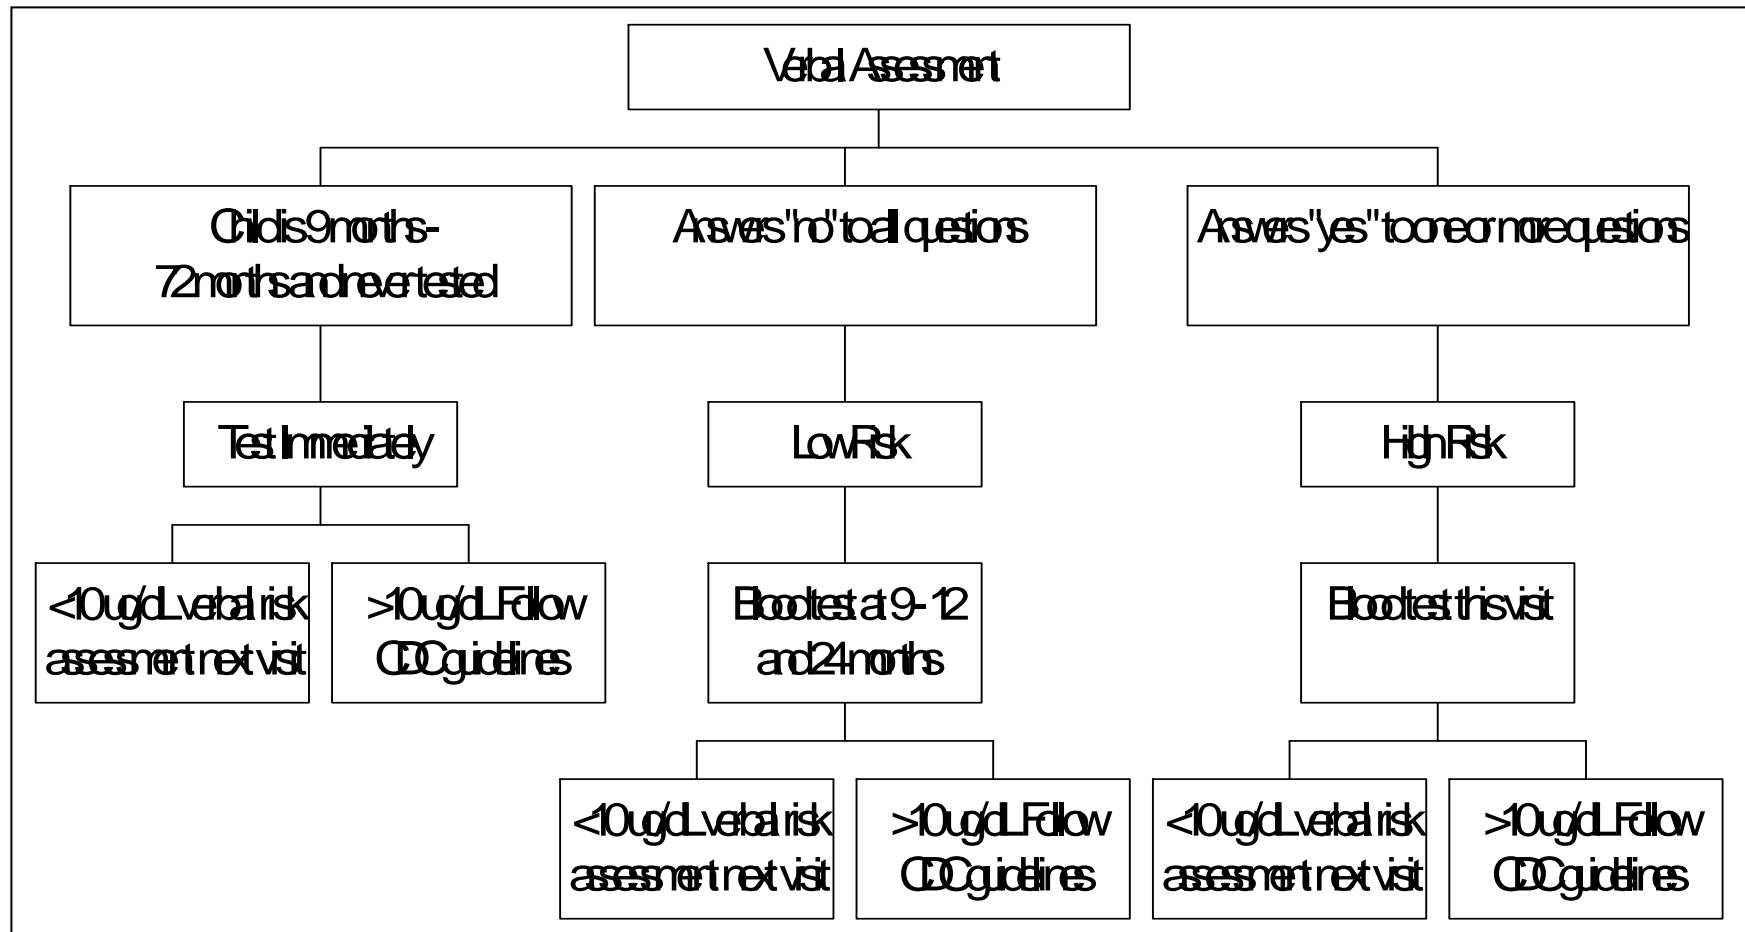 Verbal Assessment
Child is 9 months -
72 months and never tested
Answers "no" to all questions
Answers "yes" to one or more questions
Test Immediately
Low Risk
High Risk
<10 ug/dL verbal risk
assessment next visit
>10 ug/dL Follow
CDC guidelines
Blood test at 9 - 12
and 24 months
Blood test this visit
<10 ug/dL verbal risk
assessment next visit
>10 ug/dL Follow
CDC guidelines
<10 ug/dL verbal risk
assessment next visit
>10 ug/dL Follow
CDC guidelines